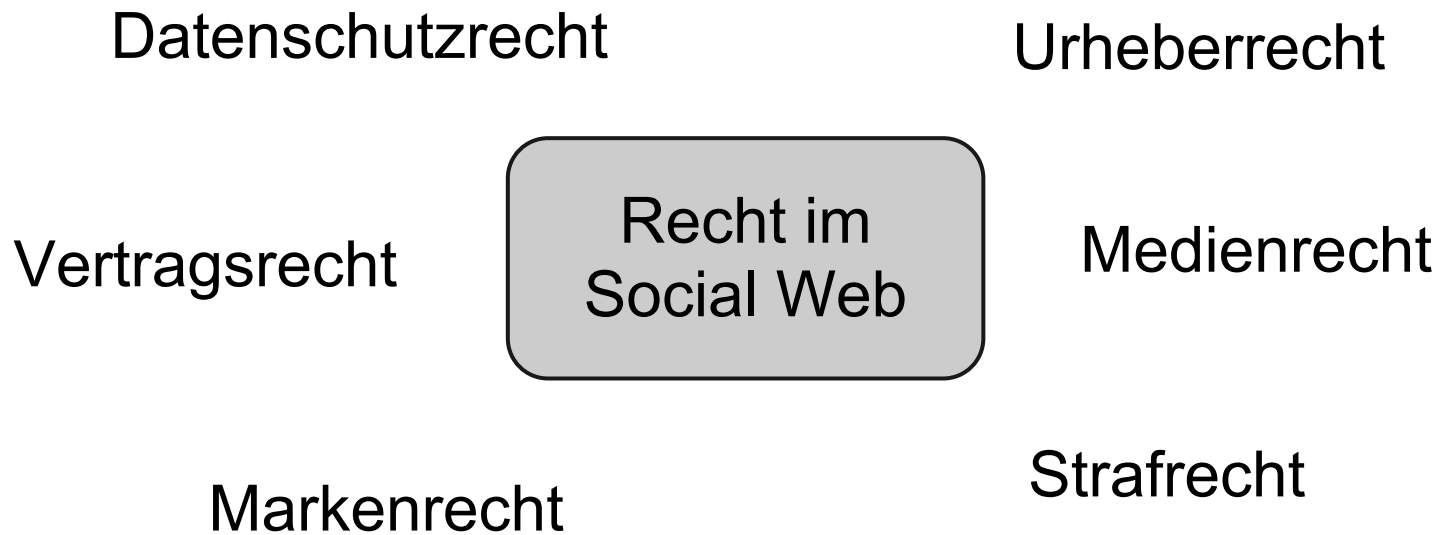 Datenschutzrecht
Urheberrecht
Recht im
Social Web
Vertragsrecht
Medienrecht
Markenrecht
Strafrecht